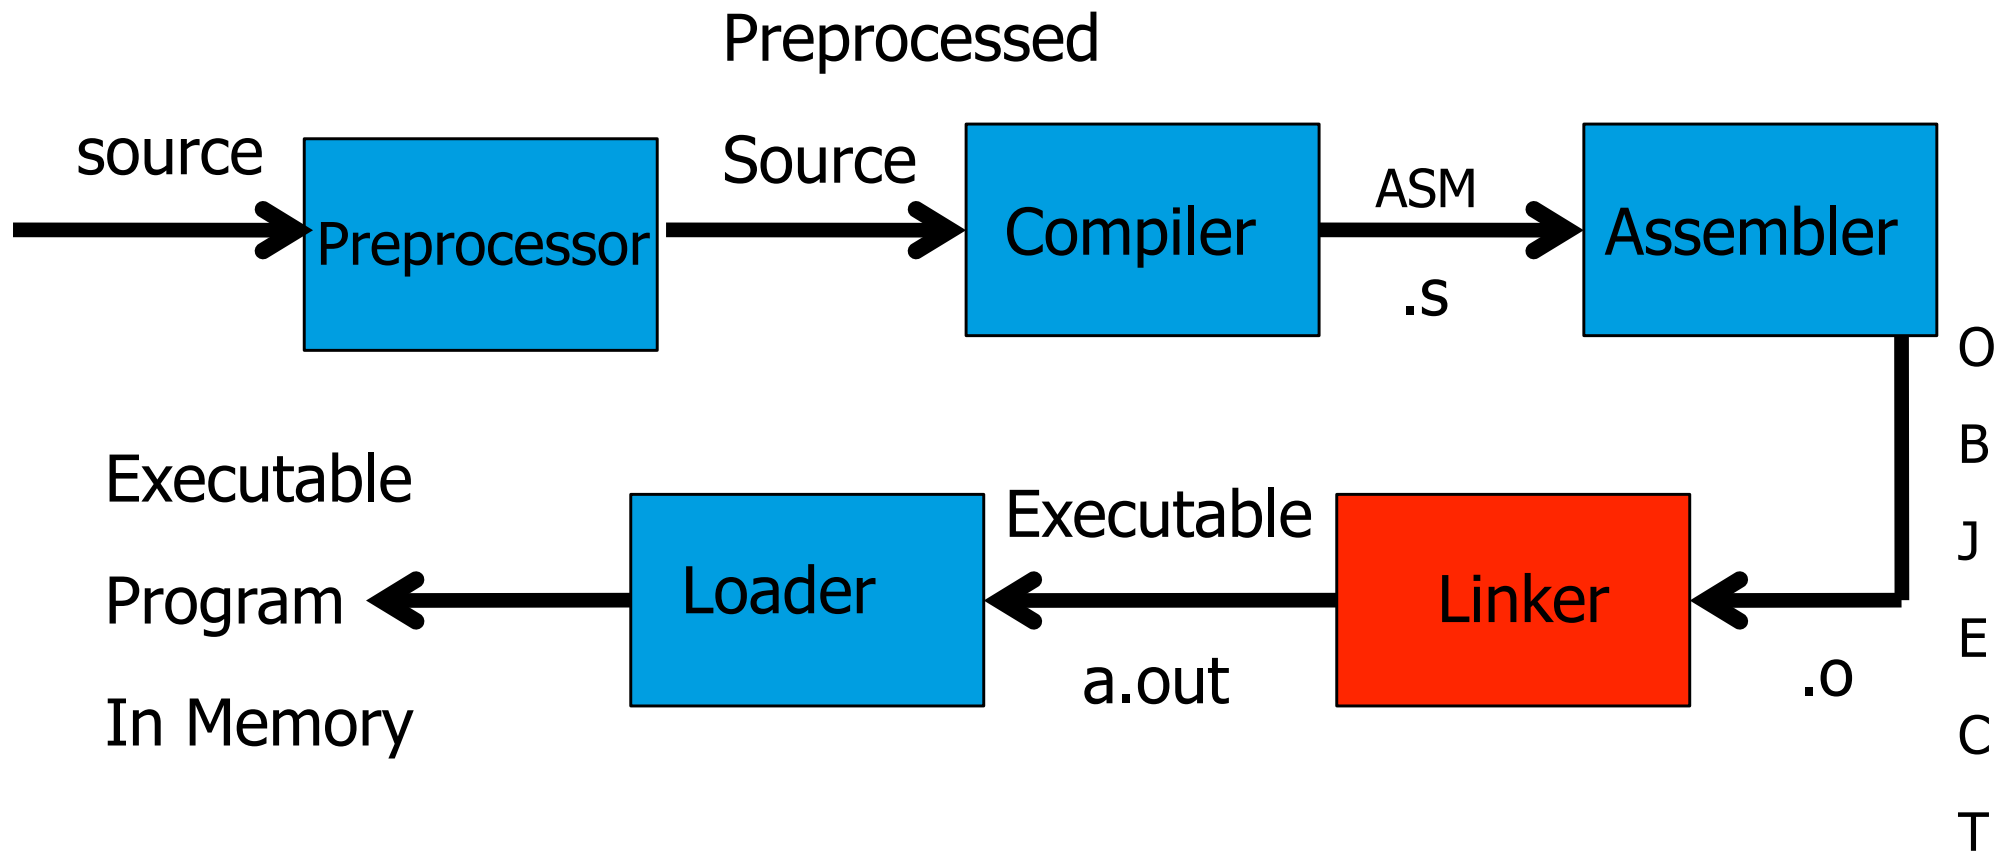 Preprocessed
source
Source
Preprocessor
Compiler
ASM
.s
Assembler
O
B
J
E
C
T
.o
Linker
Executable
a.out
Loader
Executable
Program
In Memory